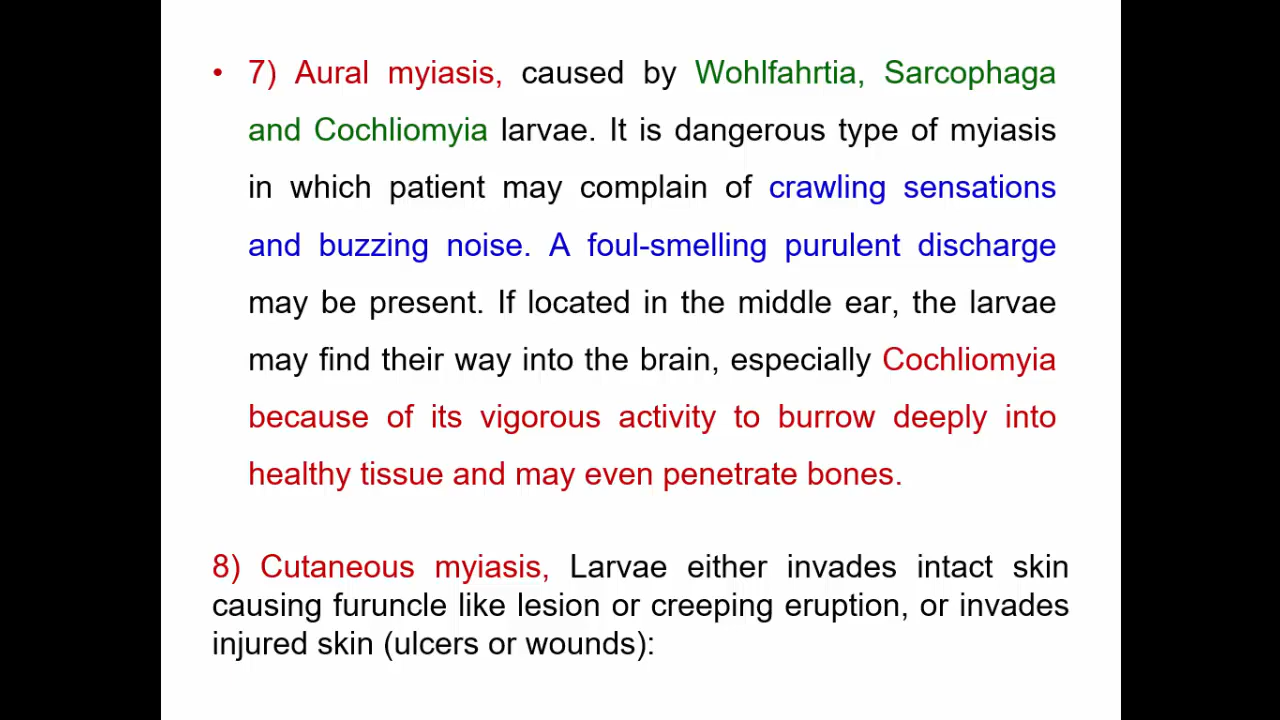 • 7) Aural myiasis, caused by Wohlfahrtia, Sarcophaga
and Cochliomyia larvae. It is dangerous type of myiasis
in which patient may complain of crawling sensations
and buzzing noise. A foul-smelling purulent discharge
may be present. If located in the middle ear, the larvae
may find their way into the brain, especially Cochliomyia
because of its vigorous activity to burrow deeply into
healthy tissue and may even penetrate bones.
8) Cutaneous myiasis, Larvae either invades intact skin
causing furuncle like lesion or creeping eruption, or invades
injured skin (ulcers or wounds):